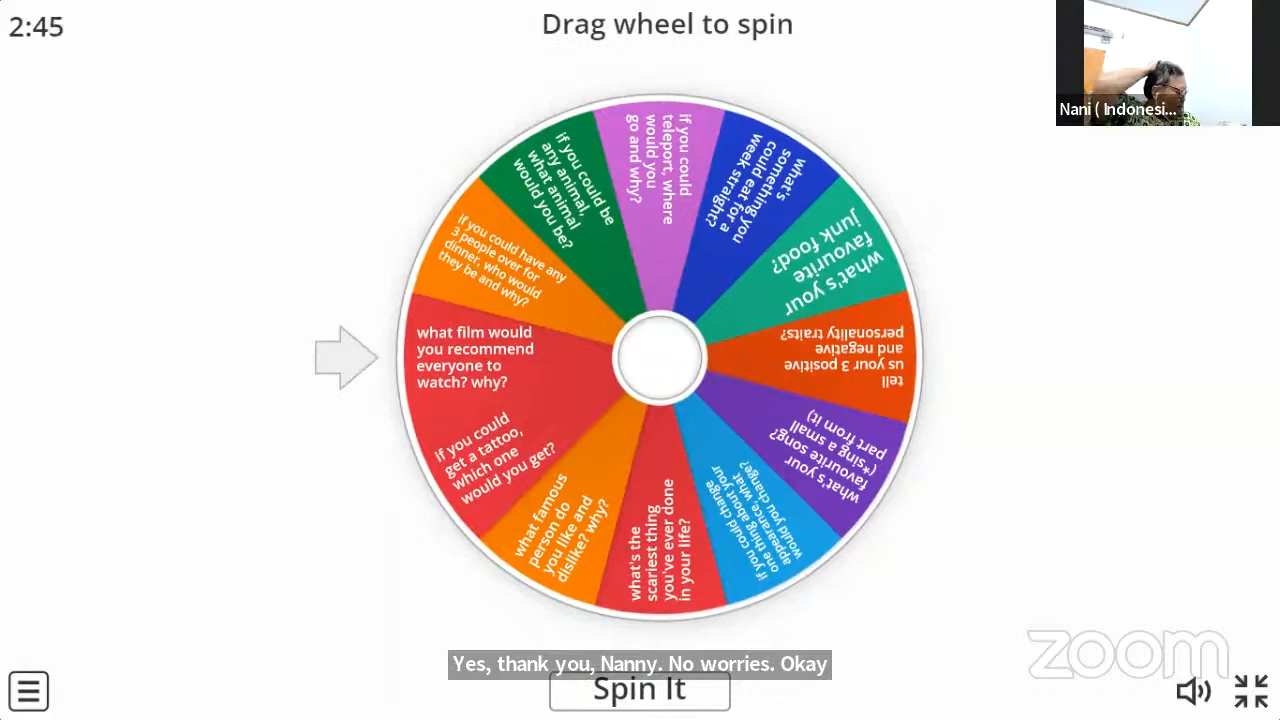 2:45
Drag wheel to spin
Nani ( Indonesi...
if you could
teleport, where
would you
go and why?
what's
something you
could eat for a
week straight?
what's your
favourite
junk food?
tell
us your 3 positive
and negative
personality traits?
what's your
favourite song?
(*sing a small
part from it)
if you could change
one thing about your
appearance, what
would you change?
what's the
scariest thing
you've ever done
in your life?
what famous
person do
you like and
dislike? why?
if you could
get a tattoo,
which one
would you get?
what film would
you recommend
everyone to
watch? why?
if you could have any
3 people over for
dinner, who would
they be and why?
if you could be
any animal,
what animal
would you be?
Yes, thank you, Nanny. No worries. Okay
Spin It
zoom